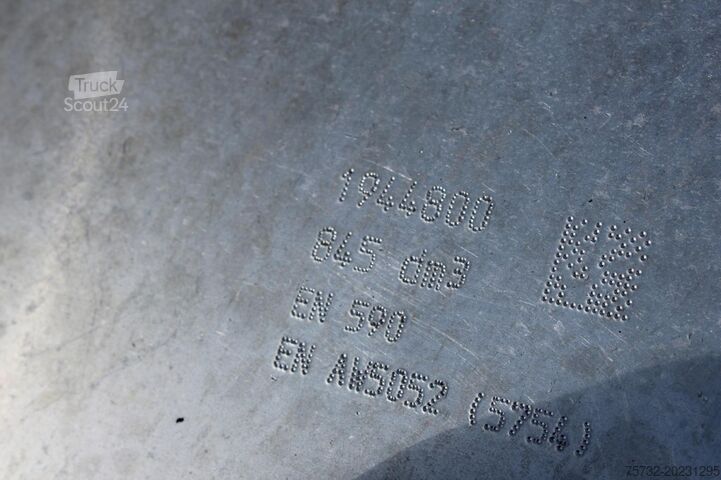 Truck
Scout24
1944800
845 dm3
EN 590
EN AW5052 (5754)
75732-20231295